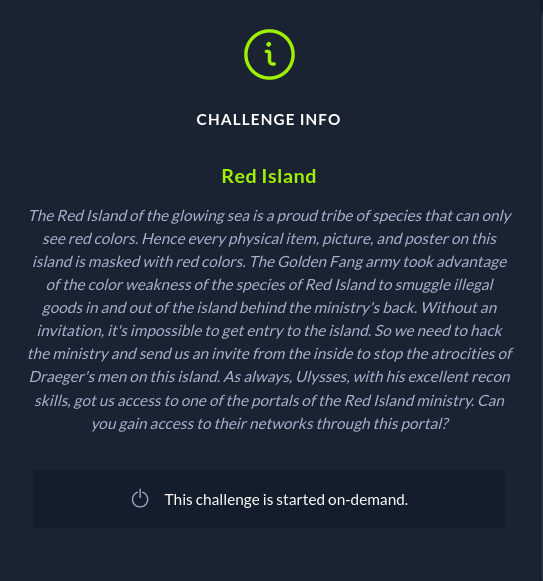 CHALLENGE INFO
Red Island
The Red Island of the glowing sea is a proud tribe of species that can only
see red colors. Hence every physical item, picture, and poster on this
island is masked with red colors. The Golden Fang army took advantage
of the color weakness of the species of Red Island to smuggle illegal
goods in and out of the island behind the ministry's back. Without an
invitation, it's impossible to get entry to the island. So we need to hack
the ministry and send us an invite from the inside to stop the atrocities of
Draeger's men on this island. As always, Ulysses, with his excellent recon
skills, got us access to one of the portals of the Red Island ministry. Can
you gain access to their networks through this portal?
This challenge is started on-demand.